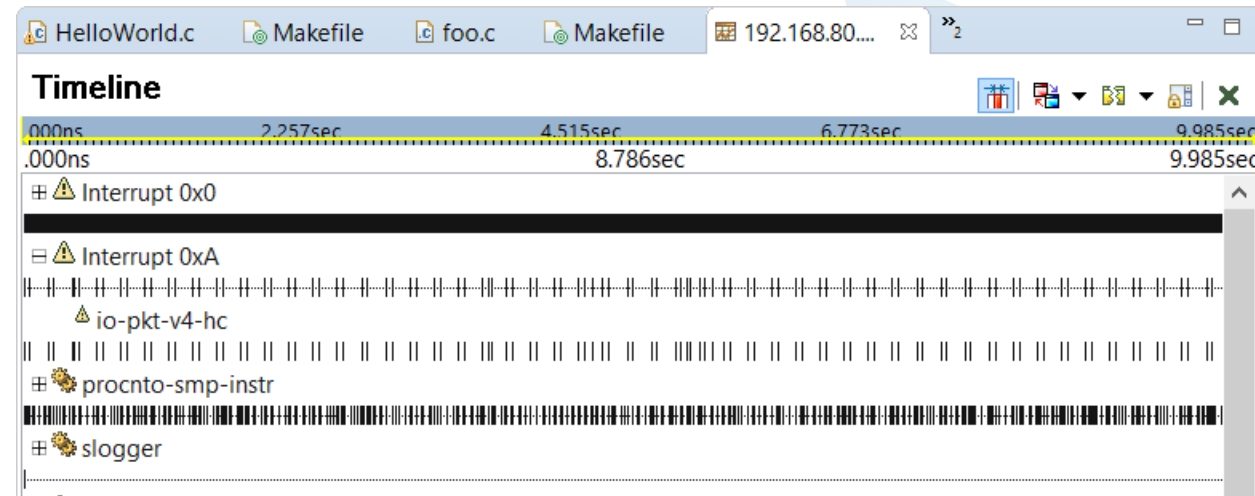 HelloWorld.c Makefile foo.c Makefile 192.168.80.... »2
Timeline
.000ns 2.257sec 4.515sec 6.773sec 9.985sec
.000ns 8.786sec 9.985sec
Interrupt 0x0
Interrupt 0xA
io-pkt-v4-hc
procnto-smp-instr
slogger